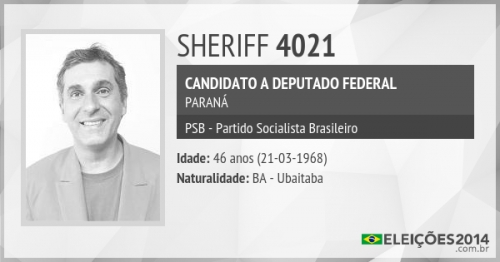 SHERIFF 4021
CANDIDATO A DEPUTADO FEDERAL
PARANÁ
PSB - Partido Socialista Brasileiro
Idade: 46 anos (21-03-1968)
Naturalidade: BA - Ubaitaba
ELEIÇÕES2014
.com.br